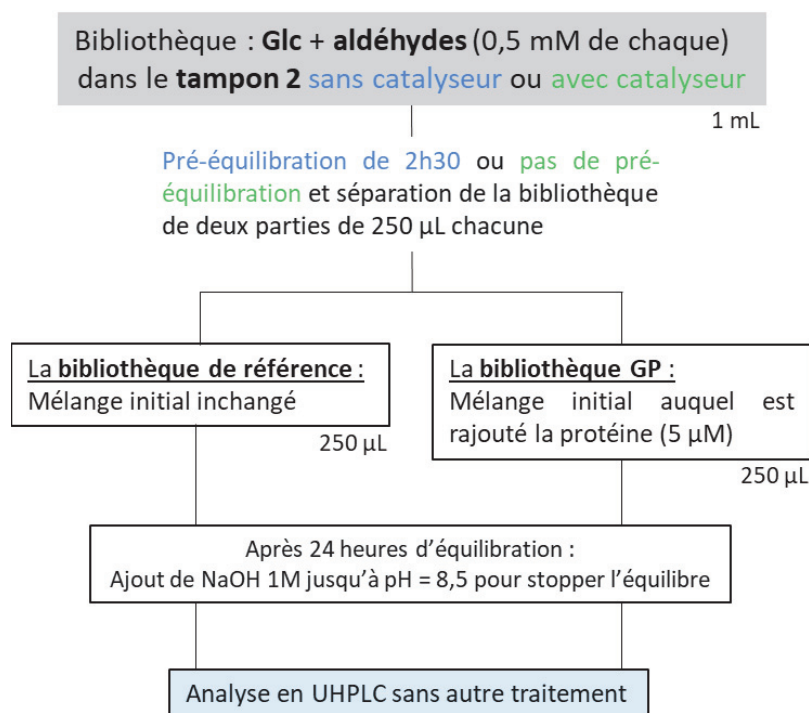 Bibliothèque : Glc + aldéhydes (0,5 mM de chaque)
dans le tampon 2 sans catalyseur ou avec catalyseur
1 mL
Pré-équilibration de 2h30 ou pas de pré-
équilibration et séparation de la bibliothèque
de deux parties de 250 µL chacune
La bibliothèque de référence :
Mélange initial inchangé
250 µL
La bibliothèque GP :
Mélange initial auquel est
rajouté la protéine (5 µM)
250 µL
Après 24 heures d'équilibration :
Ajout de NaOH 1M jusqu'à pH = 8,5 pour stopper l'équilibre
Analyse en UHPLC sans autre traitement